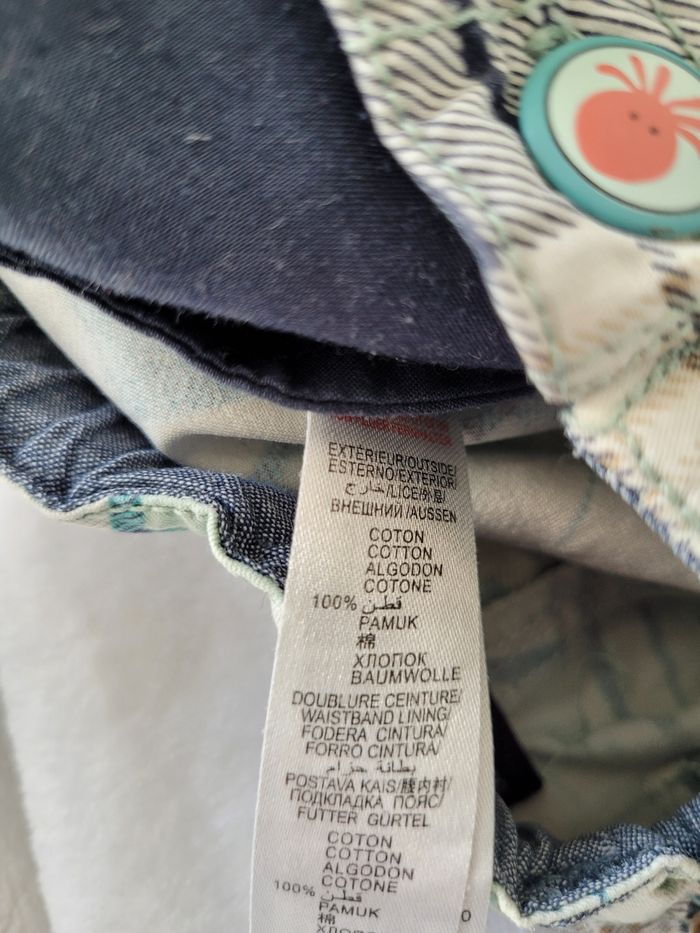 EXTÉRIEUR/OUTSIDE/
ESTERNO/EXTERIOR/
خارج/LICE/外层/
ВНЕШНИЙ/AUSSEN
COTON
COTTON
ALGODON
COTONE
100% قطن
PAMUK
棉
ХЛОПОК
BAUMWOLLE
DOUBLURE CEINTURE/
WAISTBAND LINING/
FODERA CINTURA/
FORRO CINTURA/
بطانة حزام
POSTAVA KAIS/腰内村/
ПОДКЛАДКА ПОЯС/
FUTTER GURTEL
COTON
COTTON
ALGODON
COTONE
100% قطن
PAMUK
棉
ХЛОПОК